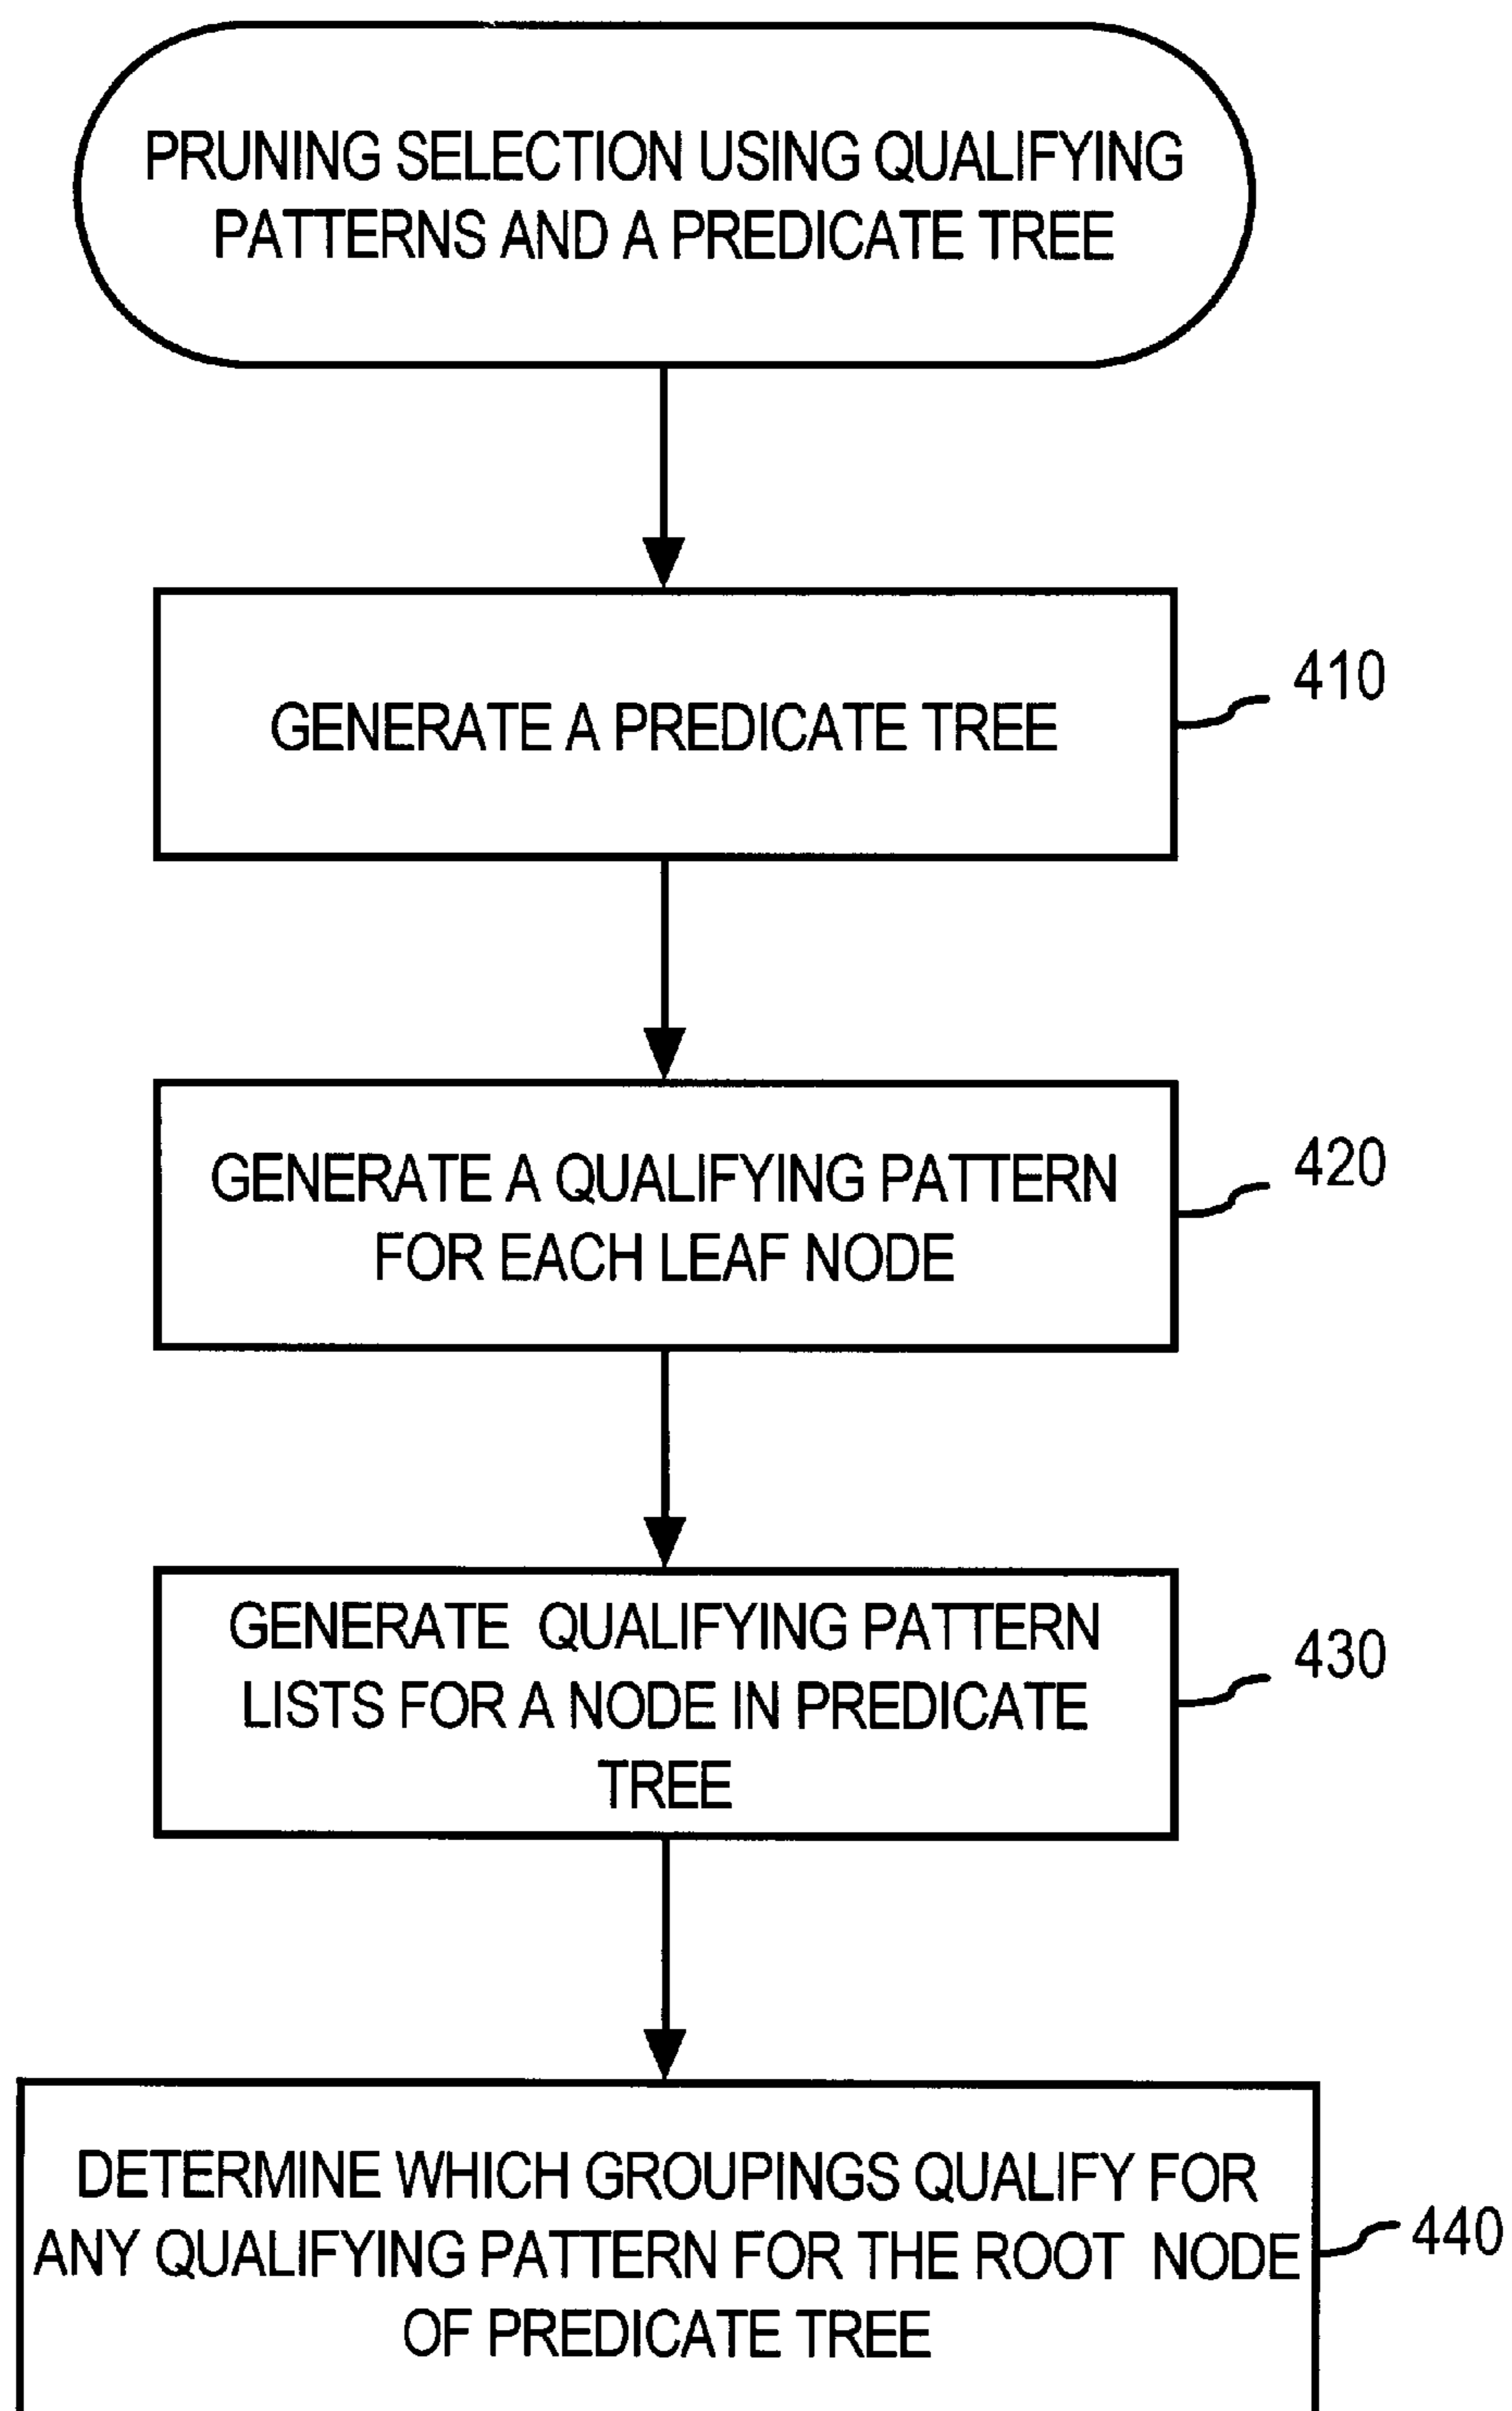 PRUNING SELECTION USING QUALIFYING
PATTERNS AND A PREDICATE TREE
410
GENERATE A PREDICATE TREE
420
GENERATE A QUALIFYING PATTERN
FOR EACH LEAF NODE
430
GENERATE QUALIFYING PATTERN
LISTS FOR A NODE IN PREDICATE
TREE
440
DETERMINE WHICH GROUPINGS QUALIFY FOR
ANY QUALIFYING PATTERN FOR THE ROOT NODE
OF PREDICATE TREE